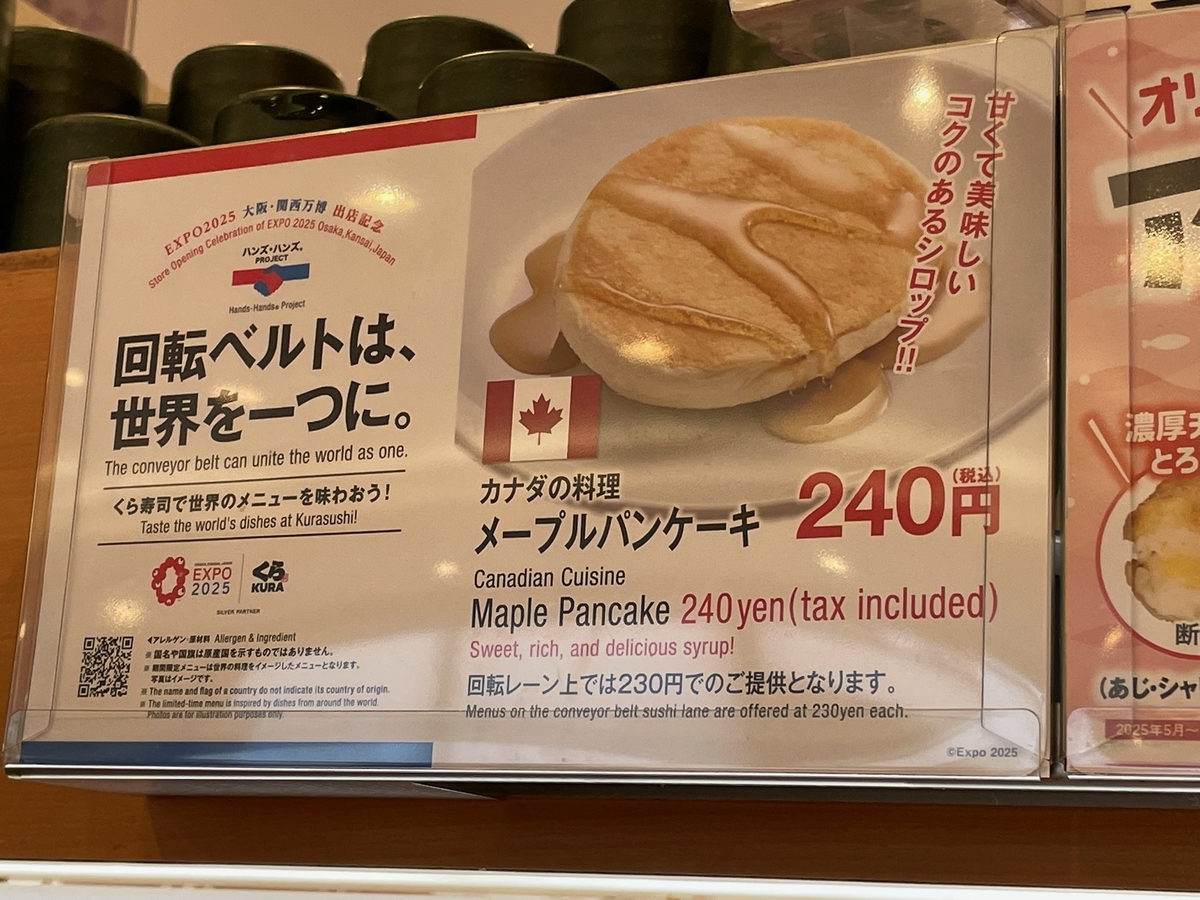 EXPO2025 大阪・関西万博 出店記念
Store Opening Celebration of EXPO 2025 Osaka,Kansai,Japan
ハンズ・ハンズ®
PROJECT
Hands-Hands® Project
回転ベルトは、
世界を一つに。
The conveyor belt can unite the world as one.
くら寿司で世界のメニューを味わおう!
Taste the world's dishes at Kurasushi!
EXPO
2025
くら
KURA
SILVER PARTNER
◀アレルゲン・原材料 Allergen & Ingredient
※ 国名や国旗は原産国を示すものではありません。
※ 期間限定メニューは世界の料理をイメージしたメニューとなります。
写真はイメージです。
※ The name and flag of a country do not indicate its country of origin.
※ The limited-time menu is inspired by dishes from around the world.
Photos are for illustration purposes only.
甘くて美味しい
コクのあるシロップ!!
カナダの料理
メープルパンケーキ 240円(税込)
Canadian Cuisine
Maple Pancake 240yen(tax included)
Sweet, rich, and delicious syrup!
回転レーン上では230円でのご提供となります。
Menus on the conveyor belt sushi lane are offered at 230yen each.
©Expo 2025
オリ
濃厚
とろ
断
(あじ・シャ
2025年5月～